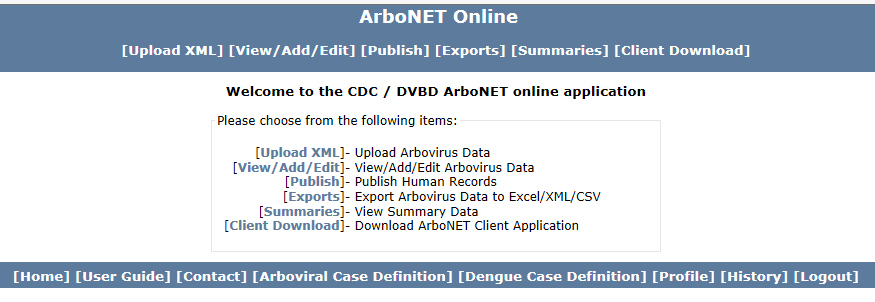 ArboNET Online
[Upload XML] [View/Add/Edit] [Publish] [Exports] [Summaries] [Client Download]
Welcome to the CDC / DVBD ArboNET online application
Please choose from the following items:
[Upload XML]- Upload Arbovirus Data
[View/Add/Edit]- View/Add/Edit Arbovirus Data
[Publish]- Publish Human Records
[Exports]- Export Arbovirus Data to Excel/XML/CSV
[Summaries]- View Summary Data
[Client Download]- Download ArboNET Client Application
[Home] [User Guide] [Contact] [Arboviral Case Definition] [Dengue Case Definition] [Profile] [History] [Logout]